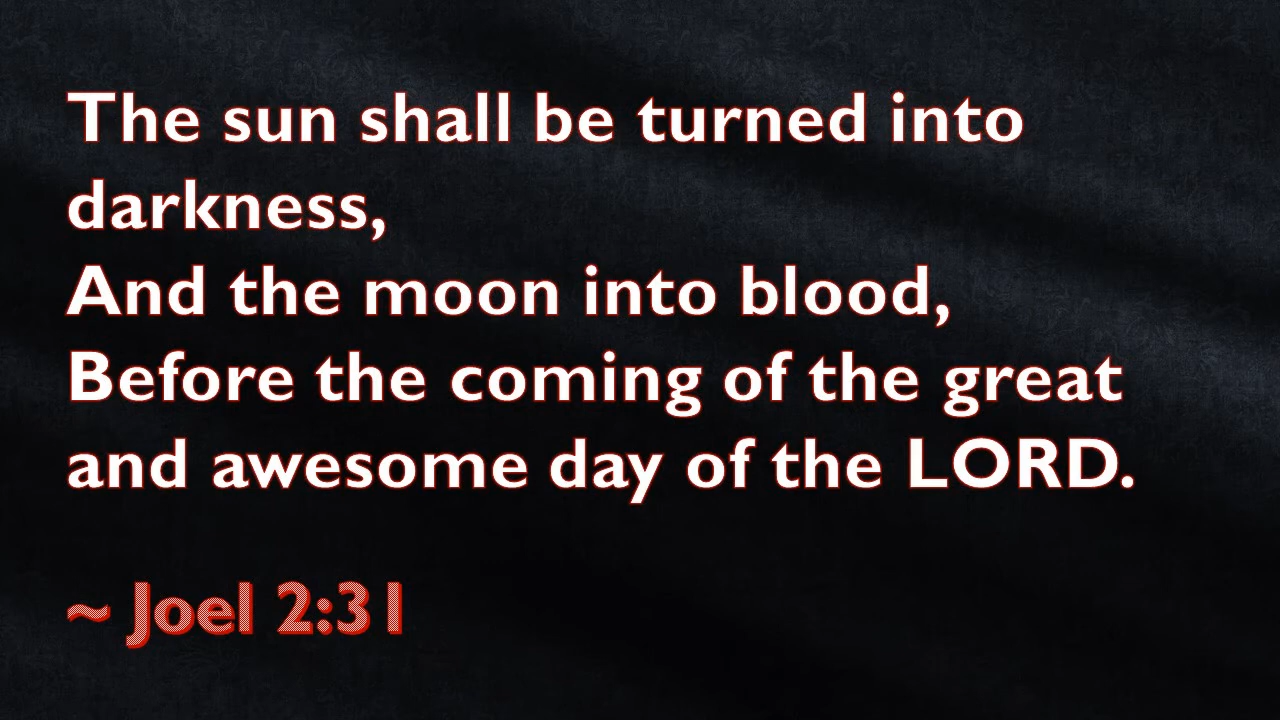 The sun shall be turned into
darkness,
And the moon into blood,
Before the coming of the great
and awesome day of the LORD.
~ Joel 2:31